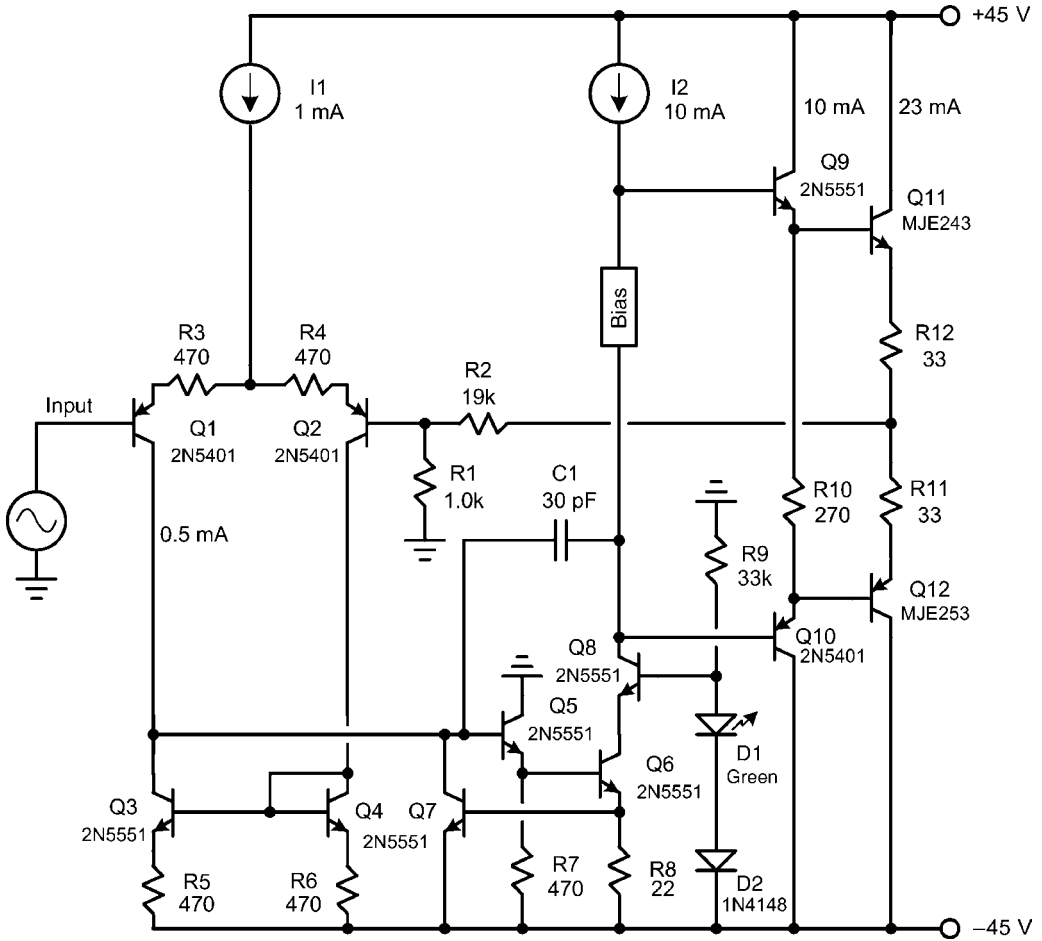 +45 V
I1
1 mA
I2
10 mA
10 mA
23 mA
Q9
2N5551
Q11
MJE243
Bias
R3
470
R4
470
R12
33
R2
19k
Input
Q1
2N5401
Q2
2N5401
R1
1.0k
C1
30 pF
R10
270
R11
33
0.5 mA
R9
33k
Q12
MJE253
Q10
2N5401
Q8
2N5551
Q5
2N5551
D1
Green
Q6
2N5551
Q3
2N5551
Q4
Q7
2N5551
R5
470
R6
470
R7
470
R8
22
D2
1N4148
–45 V